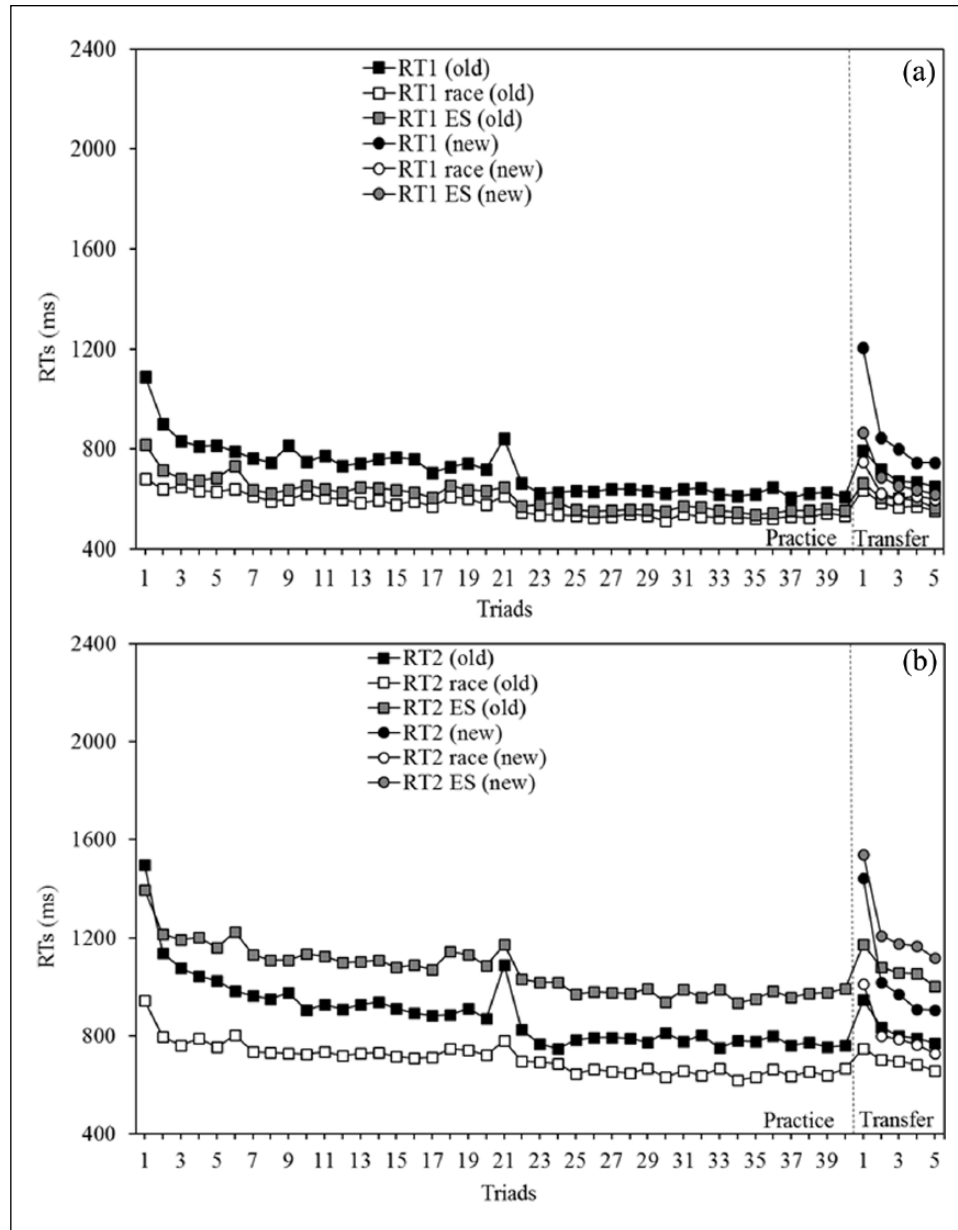 (a)
2400
2000
1600
1200
800
400
RTs (ms)
RT1 (old)
RT1 race (old)
RT1 ES (old)
RT1 (new)
RT1 race (new)
RT1 ES (new)
Practice Transfer
1 3 5 7 9 11 13 15 17 19 21 23 25 27 29 31 33 35 37 39 1 3 5
Triads
(b)
2400
2000
1600
1200
800
400
RTs (ms)
RT2 (old)
RT2 race (old)
RT2 ES (old)
RT2 (new)
RT2 race (new)
RT2 ES (new)
Practice Transfer
1 3 5 7 9 11 13 15 17 19 21 23 25 27 29 31 33 35 37 39 1 3 5
Triads